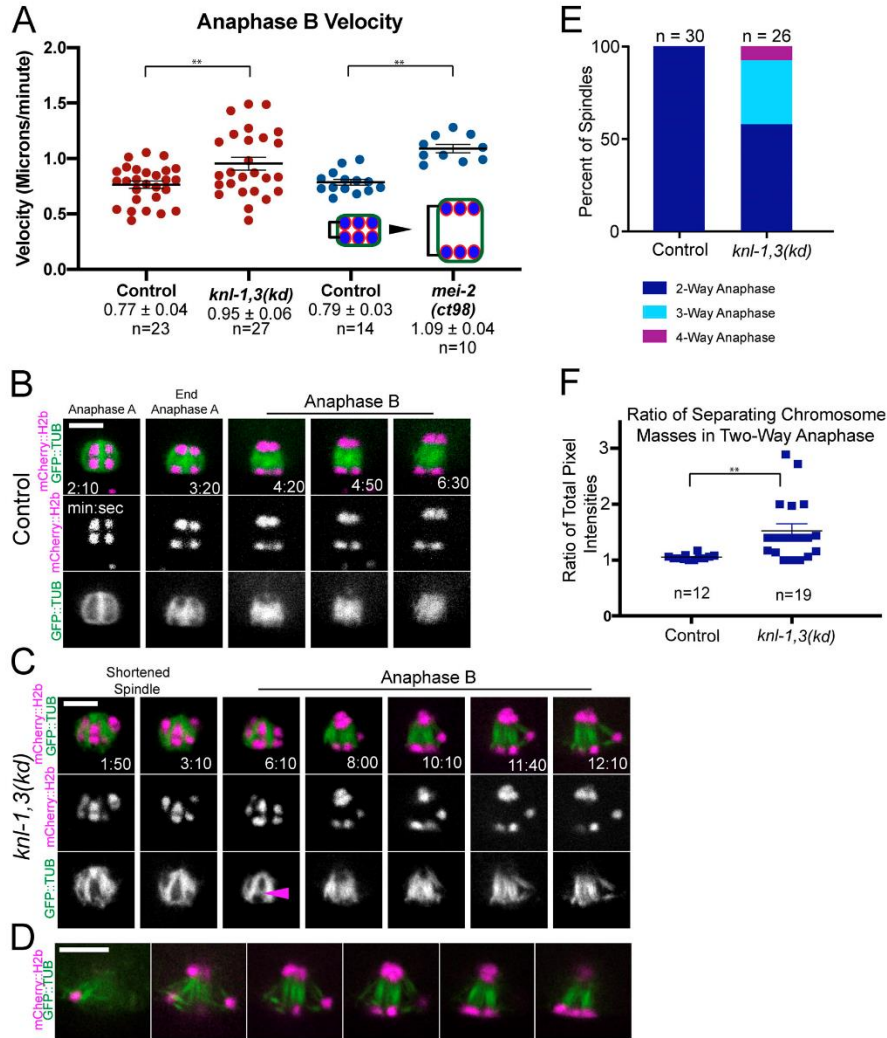 A
Anaphase B Velocity
Velocity (Microns/minute)
2.0
1.5
1.0
0.5
0.0
**
**
Control
0.77 ± 0.04
n=23
knl-1,3(kd)
0.95 ± 0.06
n=27
Control
0.79 ± 0.03
n=14
mei-2
(ct98)
1.09 ± 0.04
n=10
E
n = 30
n = 26
Percent of Spindles
100
50
0
Control
knl-1,3(kd)
2-Way Anaphase
3-Way Anaphase
4-Way Anaphase
B
Control
Anaphase A
End
Anaphase A
Anaphase B
mCherry::H2b
GFP::TUB
2:10
3:20
4:20
4:50
6:30
mCherry::H2b
min:sec
GFP::TUB
F
Ratio of Separating Chromosome
Masses in Two-Way Anaphase
Ratio of Total Pixel
Intensities
3
2
1
0
**
n=12
n=19
Control
knl-1,3(kd)
C
knl-1,3(kd)
Shortened
Spindle
Anaphase B
mCherry::H2b
GFP::TUB
1:50
3:10
6:10
8:00
10:10
11:40
12:10
mCherry::H2b
GFP::TUB
D
mCherry::H2b
GFP::TUB